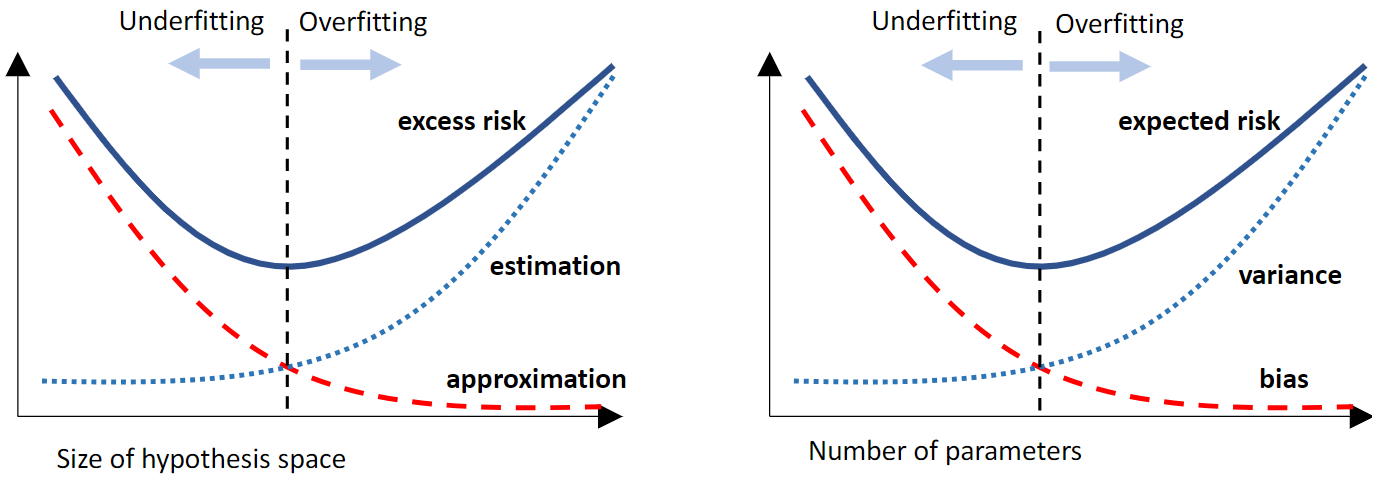 Underfitting
Overfitting
excess risk
estimation
approximation
Size of hypothesis space
Underfitting
Overfitting
expected risk
variance
bias
Number of parameters